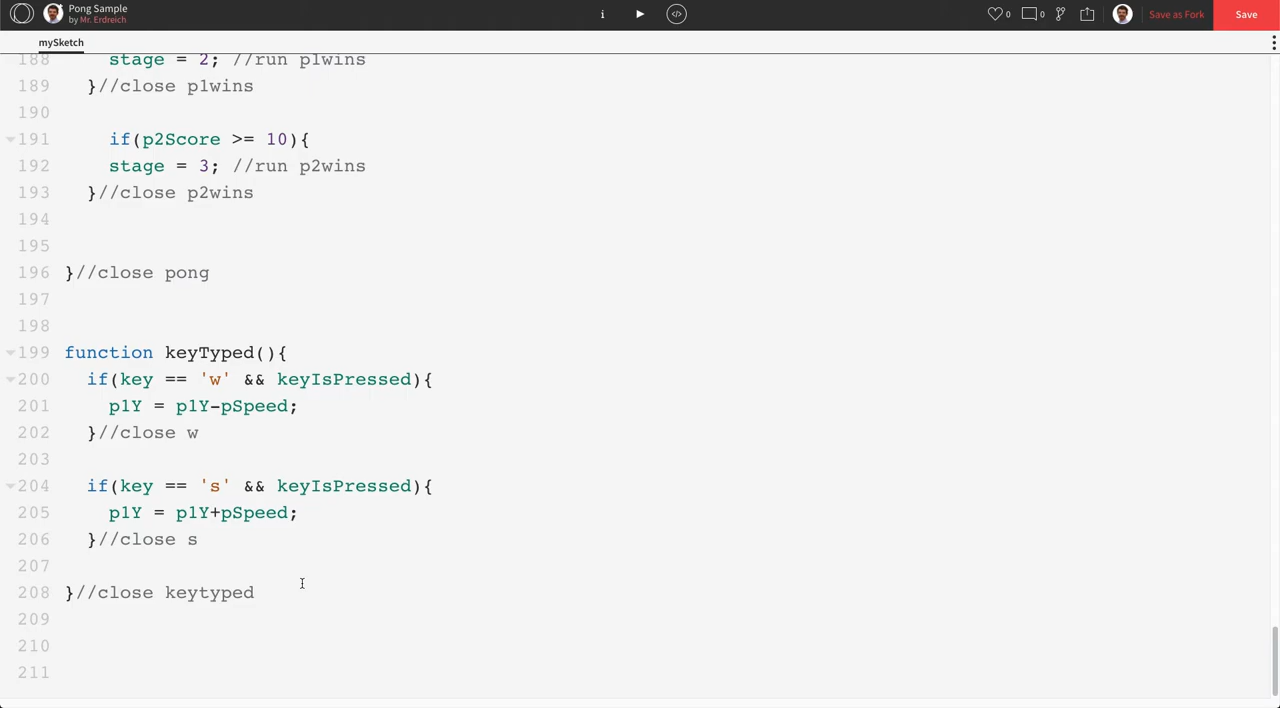 Pong Sample
by Mr. Erdreich
i
</>
0
0
Save as Fork
Save
mySketch
188 stage = 2; //run p1wins
189 }//close p1wins
190
191 if(p2Score >= 10){
192 stage = 3; //run p2wins
193 }//close p2wins
194
195
196 }//close pong
197
198
199 function keyTyped(){
200 if(key == 'w' && keyIsPressed){
201 p1Y = p1Y-pSpeed;
202 }//close w
203
204 if(key == 's' && keyIsPressed){
205 p1Y = p1Y+pSpeed;
206 }//close s
207
208 }//close keytyped
209
210
211